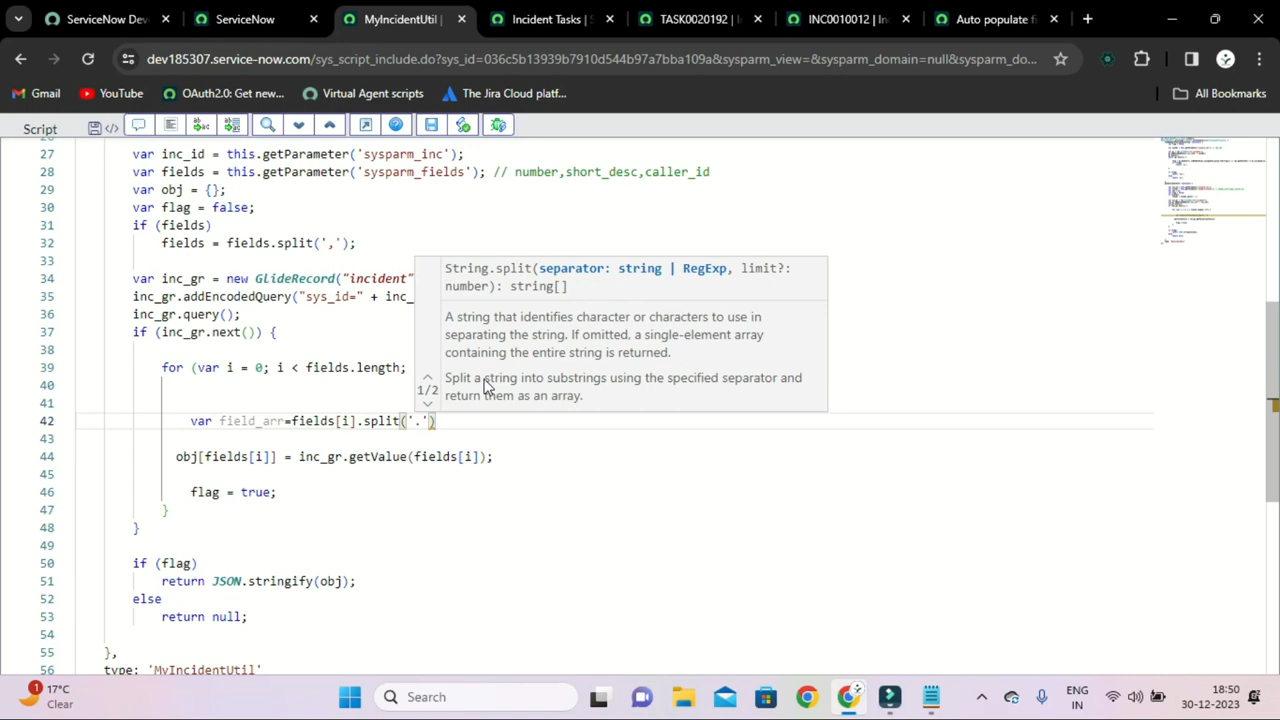 ServiceNow Dev
ServiceNow
MyIncidentUtil |
Incident Tasks | S
TASK0020192 | I
INC0010012 | Inc
Auto populate fi
dev185307.service-now.com/sys_script_include.do?sys_id=036c5b13939b7910d544b97a7bba109a&sysparm_view=&sysparm_domain=null&sysparm_do...
Gmail
YouTube
OAuth2.0: Get new...
Virtual Agent scripts
The Jira Cloud platf...
All Bookmarks
Script
27 var inc_id = this.getParameter('sysparm_inc');
28 var fields = this.getParameter('sysparm_fields'); // number,short_desc,caller_id
29 var obj = {};
30 var flag = false;
31 if (fields)
32 fields = fields.split(',');
33
34 var inc_gr = new GlideRecord("incident"
35 inc_gr.addEncodedQuery("sys_id=" + inc_
36 inc_gr.query();
37 if (inc_gr.next()) {
38
39 for (var i = 0; i < fields.length;
40
41
42 var field_arr=fields[i].split('.')
43
44 obj[fields[i]] = inc_gr.getValue(fields[i]);
45
46 flag = true;
47 }
48 }
49
50 if (flag)
51 return JSON.stringify(obj);
52 else
53 return null;
54
55 },
56 type: 'MyIncidentUtil'
String.split(separator: string | RegExp, limit?:
number): string[]
A string that identifies character or characters to use in
separating the string. If omitted, a single-element array
containing the entire string is returned.
Split a string into substrings using the specified separator and
return them as an array.
1/2
1
17°C
Clear
Search
ENG
IN
18:50
30-12-2023